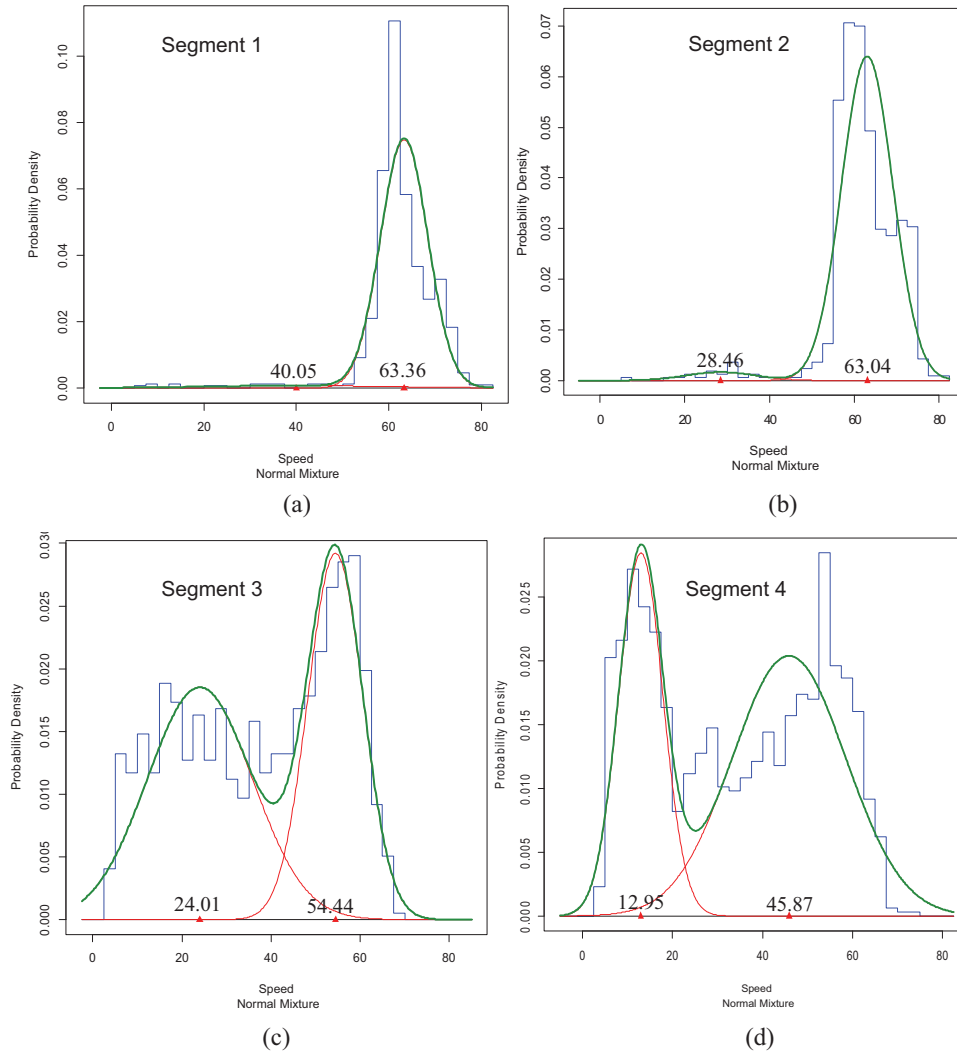 Segment 1
Probability Density
0.00 0.02 0.04 0.06 0.08 0.10
40.05 63.36
0 20 40 60 80
Speed
Normal Mixture
(a)
Segment 2
Probability Density
0.00 0.01 0.02 0.03 0.04 0.05 0.06 0.07
28.46 63.04
0 20 40 60 80
Speed
Normal Mixture
(b)
Segment 3
Probability Density
0.000 0.005 0.010 0.015 0.020 0.025 0.030
24.01 54.44
0 20 40 60 80
Speed
Normal Mixture
(c)
Segment 4
Probability Density
0.000 0.005 0.010 0.015 0.020 0.025
12.95 45.87
0 20 40 60 80
Speed
Normal Mixture
(d)